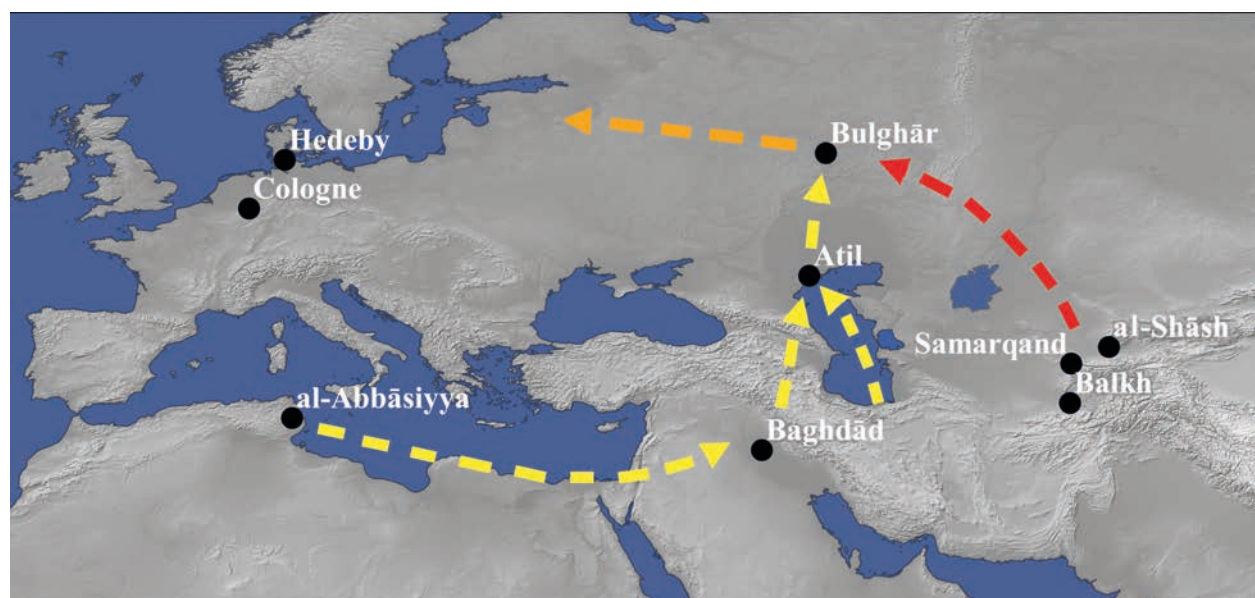 Hedeby
Bulghār
Cologne
Atil
Samarqand
al-Shāsh
Balkh
al-Abbāsiyya
Baghdād